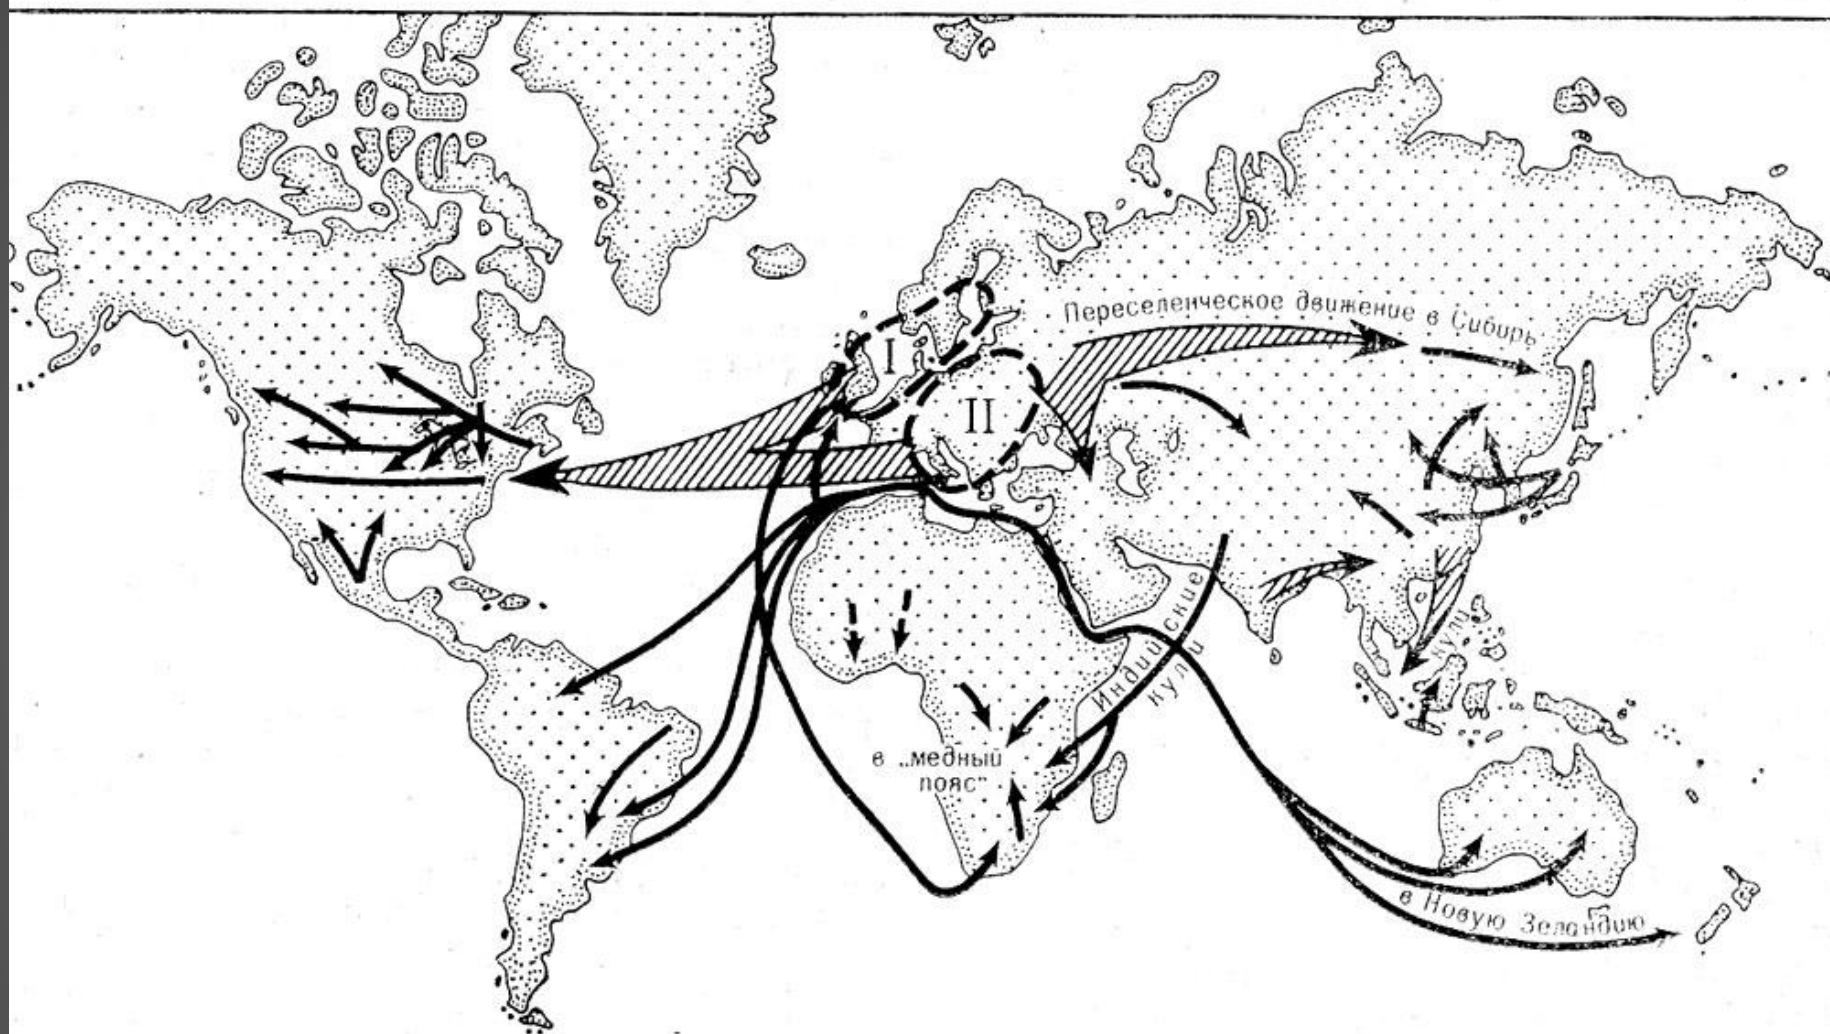 Переселенческое движение в Сибирь
I
II
Индийские
кули
кули
в „медный
пояс"
в Новую Зеландию